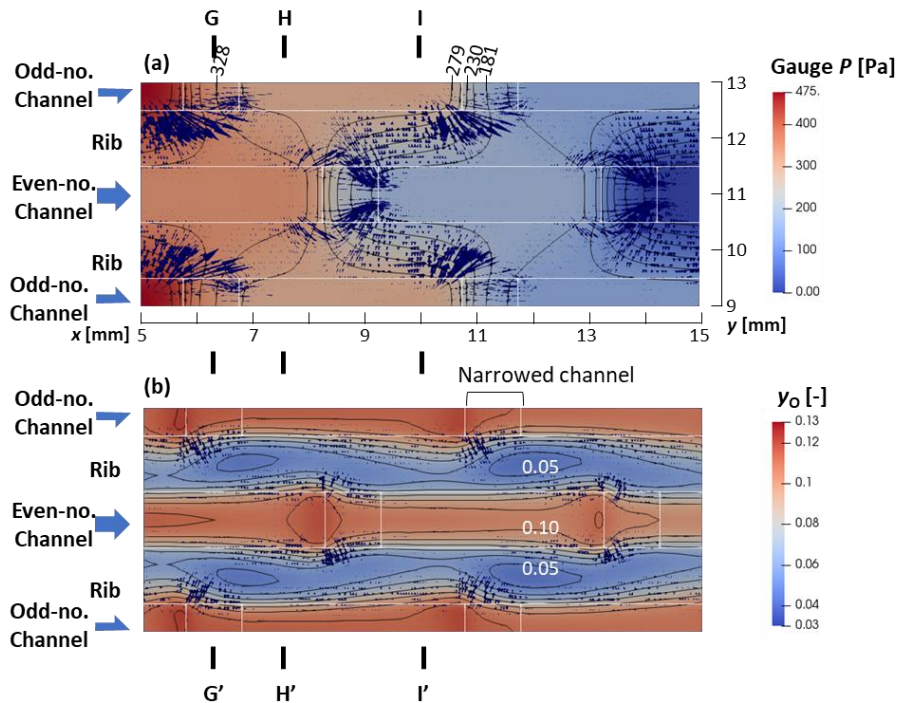 G H I
(a)
328 279 230 181
Odd-no.
Channel
Rib
Even-no.
Channel
Rib
Odd-no.
Channel
13
12
11
10
9
x [mm] 5 7 9 11 13 15 y [mm]
Gauge P [Pa]
475.
400
300
200
100
0.00
(b)
Narrowed channel
Odd-no.
Channel
Rib
Even-no.
Channel
Rib
Odd-no.
Channel
0.05
0.10
0.05
yO [-]
0.13
0.12
0.10
0.08
0.06
0.04
0.03
G’ H’ I’